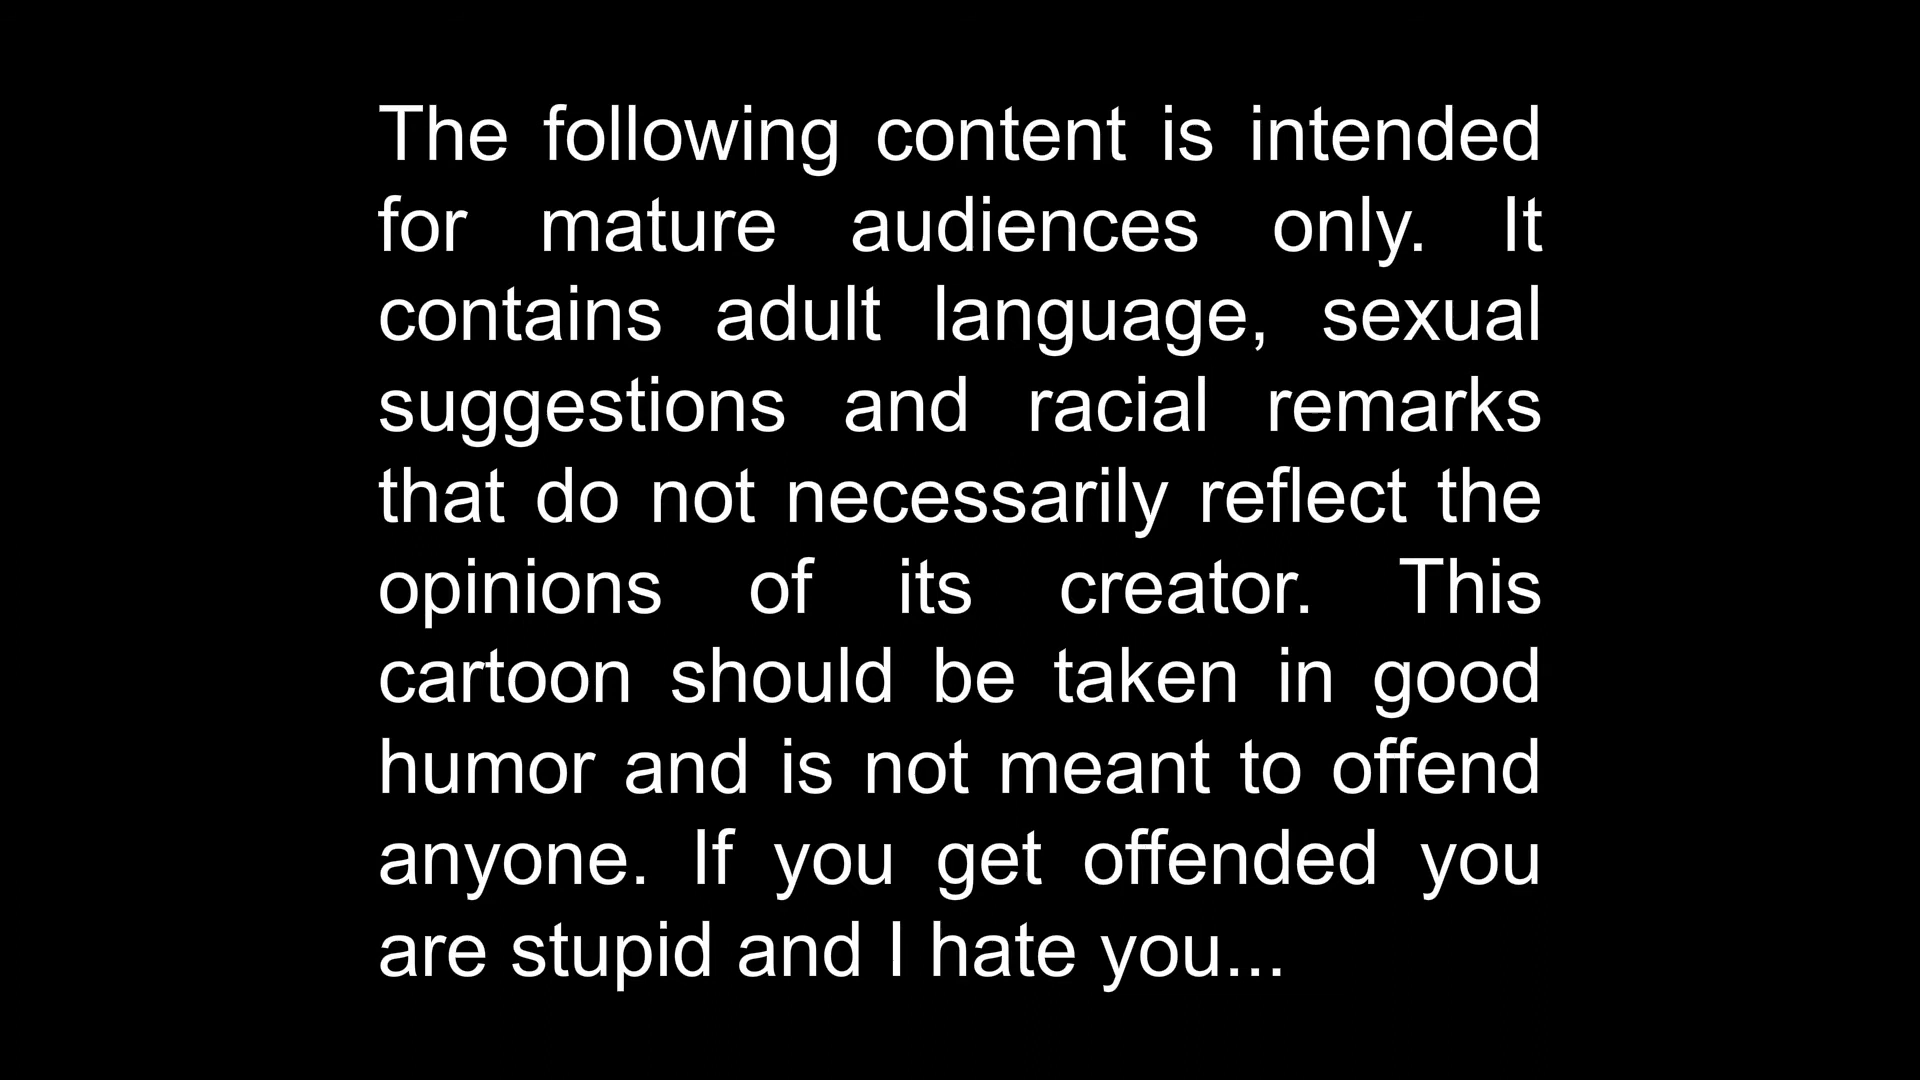 The following content is intended
for mature audiences only. It
contains adult language, sexual
suggestions and racial remarks
that do not necessarily reflect the
opinions of its creator. This
cartoon should be taken in good
humor and is not meant to offend
anyone. If you get offended you
are stupid and I hate you...